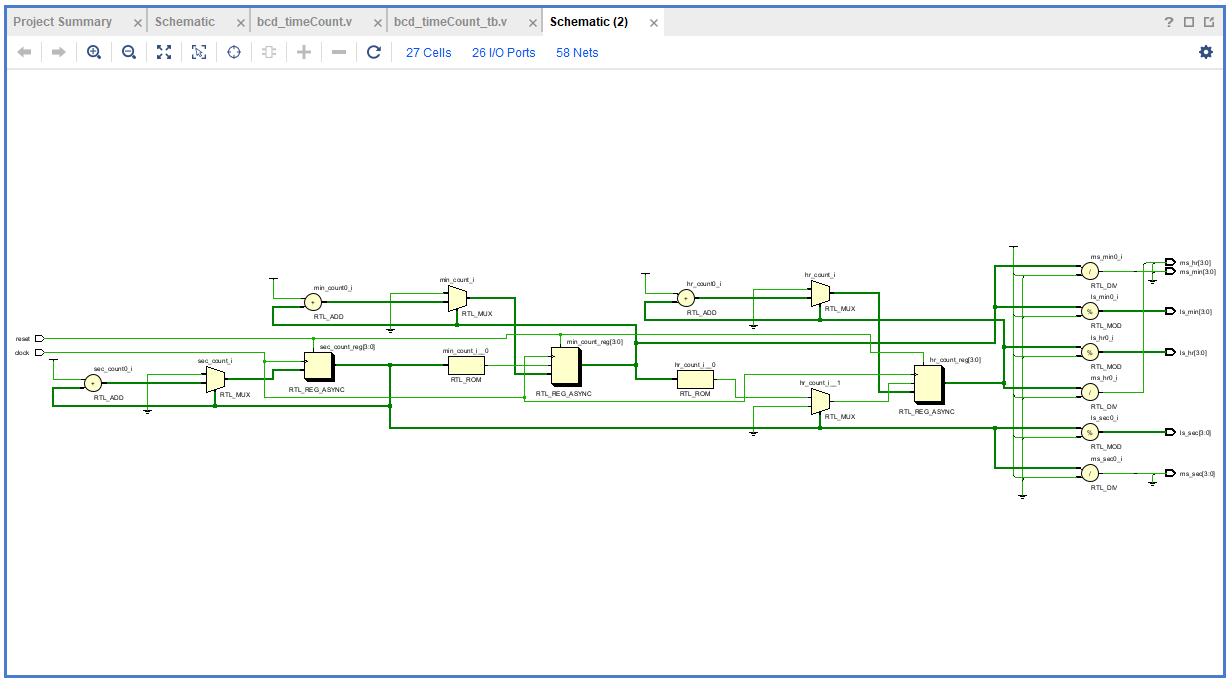 Project Summary
Schematic
bcd_timeCount.v
bcd_timeCount_tb.v
Schematic (2)
27 Cells
26 I/O Ports
58 Nets
reset
clock
sec_count0_i
+
RTL_ADD
sec_count_i
RTL_MUX
sec_count_reg[3:0]
RTL_REG_ASYNC
min_count0_i
+
RTL_ADD
min_count_i
RTL_MUX
min_count_i__0
RTL_ROM
min_count_reg[3:0]
RTL_REG_ASYNC
hr_count0_i
+
RTL_ADD
hr_count_i
RTL_MUX
hr_count_i__0
RTL_ROM
hr_count_i__1
RTL_MUX
hr_count_reg[3:0]
RTL_REG_ASYNC
ms_min0_i
/
RTL_DIV
ls_min0_i
%
RTL_MOD
ls_hr0_i
%
RTL_MOD
ms_hr0_i
/
RTL_DIV
ls_sec0_i
%
RTL_MOD
ms_sec0_i
/
RTL_DIV
ms_hr[3:0]
ms_min[3:0]
ls_min[3:0]
ls_hr[3:0]
ls_sec[3:0]
ms_sec[3:0]